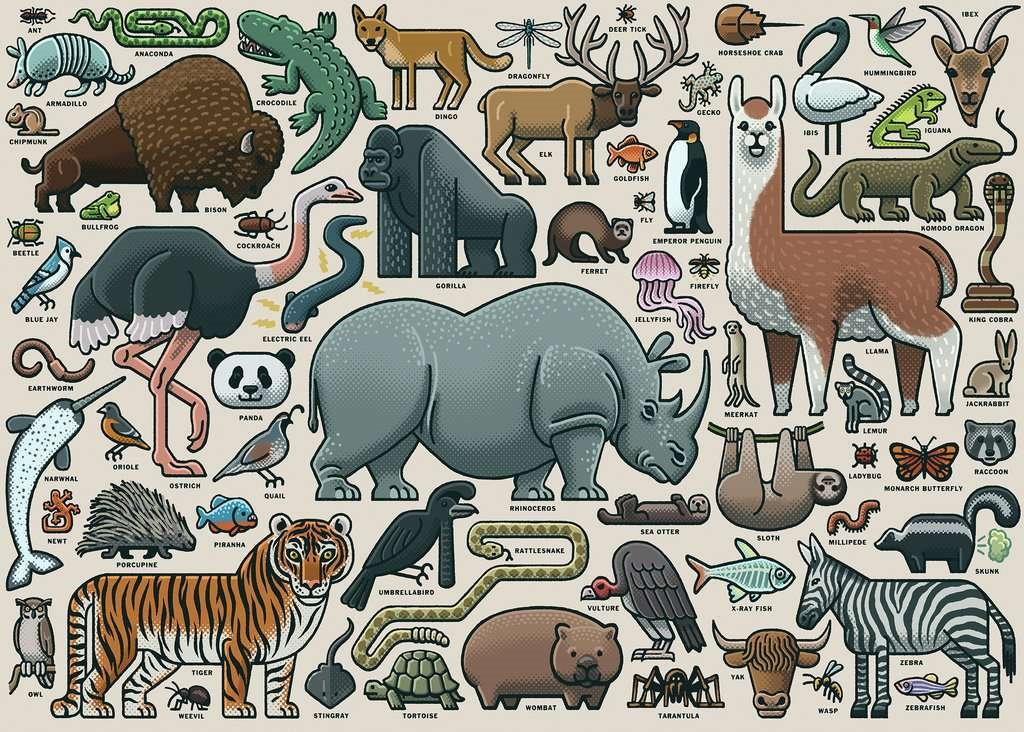 ANT
ANACONDA
ARMADILLO
CROCODILE
DINGO
DRAGONFLY
DEER TICK
HORSESHOE CRAB
HUMMINGBIRD
IBEX
CHIPMUNK
BISON
ELK
GECKO
IBIS
IGUANA
GOLDFISH
BULLFROG
BEETLE
COCKROACH
FLY
EMPEROR PENGUIN
KOMODO DRAGON
BLUE JAY
GORILLA
FERRET
FIREFLY
JELLYFISH
KING COBRA
ELECTRIC EEL
EARTHWORM
PANDA
LLAMA
MEERKAT
LEMUR
JACKRABBIT
NARWHAL
ORIOLE
OSTRICH
QUAIL
RHINOCEROS
SEA OTTER
SLOTH
LADYBUG
MONARCH BUTTERFLY
RACCOON
NEWT
PORCUPINE
PIRANHA
RATTLESNAKE
MILLIPEDE
SKUNK
UMBRELLABIRD
VULTURE
X-RAY FISH
OWL
TIGER
WEEVIL
STINGRAY
TORTOISE
WOMBAT
TARANTULA
YAK
WASP
ZEBRA
ZEBRAFISH